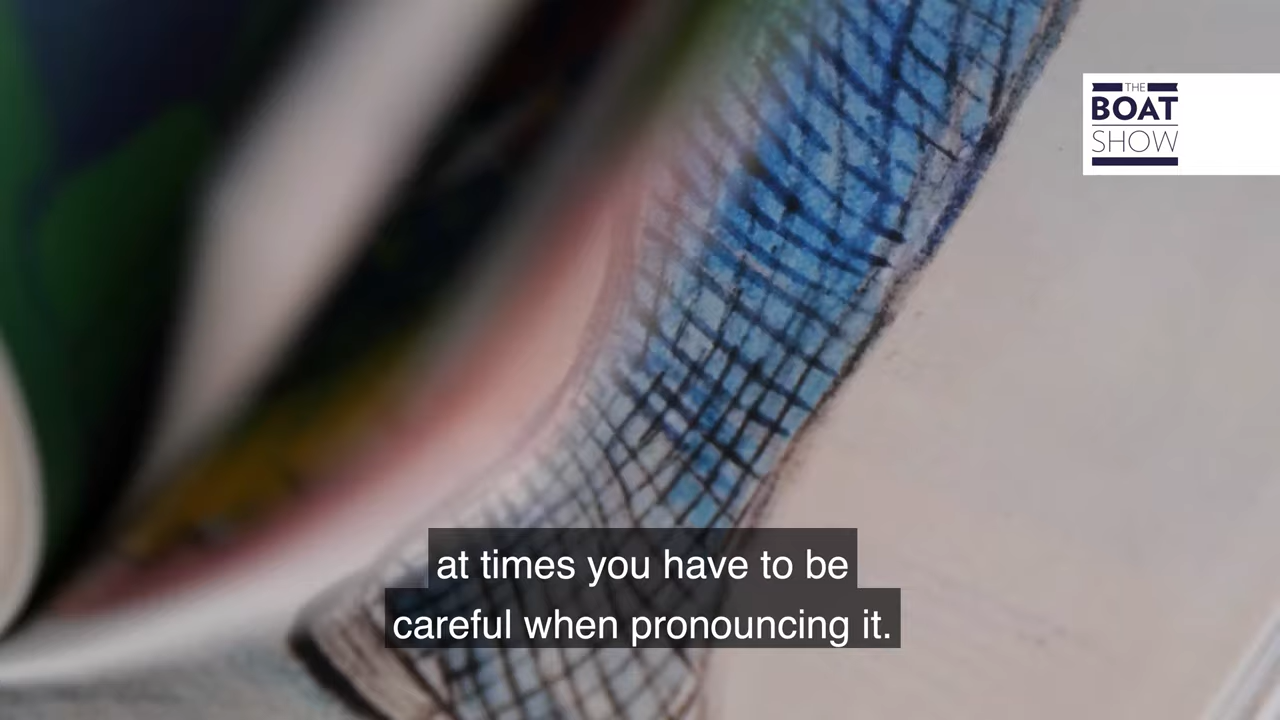 THE
BOAT
SHOW
at times you have to be
careful when pronouncing it.